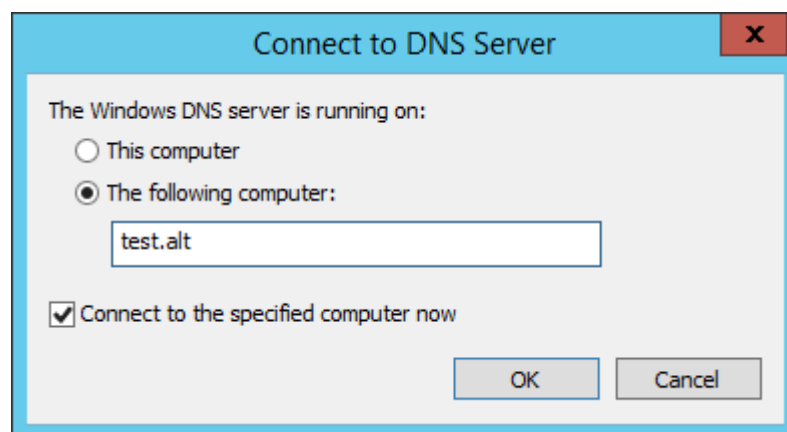 Connect to DNS Server
x
The Windows DNS server is running on:
This computer
The following computer:
test.alt
Connect to the specified computer now
OK Cancel